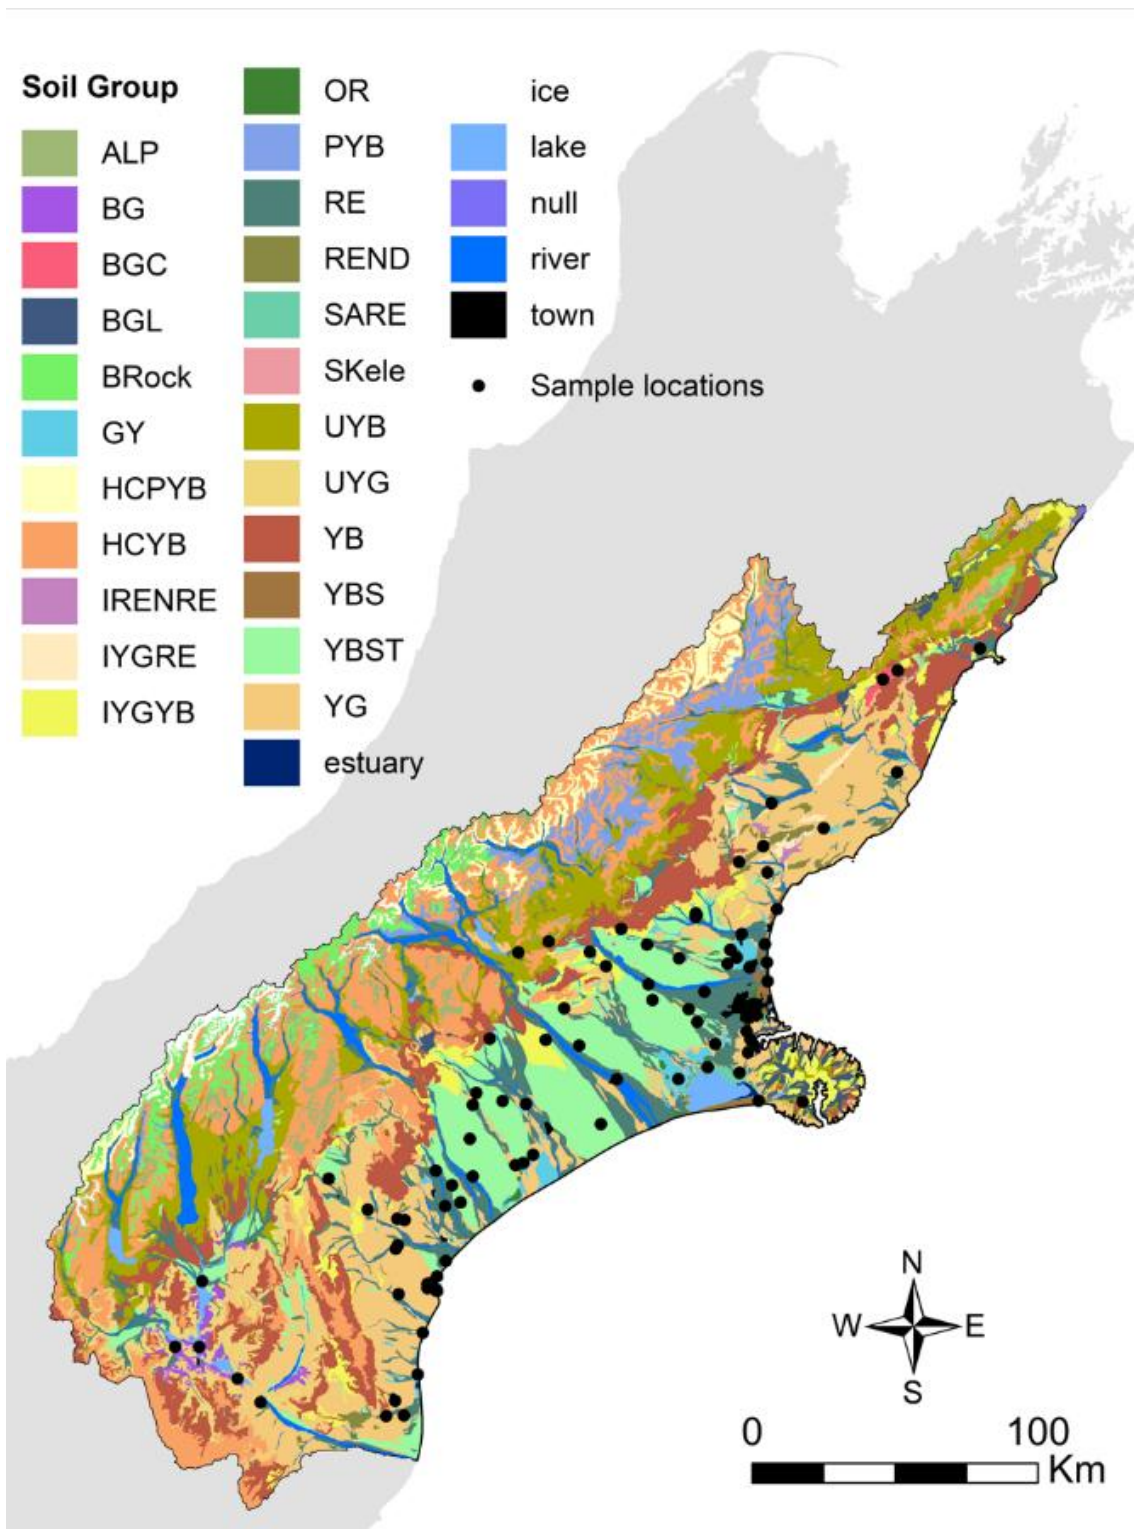 Soil Group
ALP
BG
BGC
BGL
BRock
GY
HCPYB
HCYB
IRENRE
IYGRE
IYGYB
OR
PYB
RE
REND
SARE
SKele
UYB
UYG
YB
YBS
YBST
YG
estuary
ice
lake
null
river
town
Sample locations
N
W E
S
0 100
Km